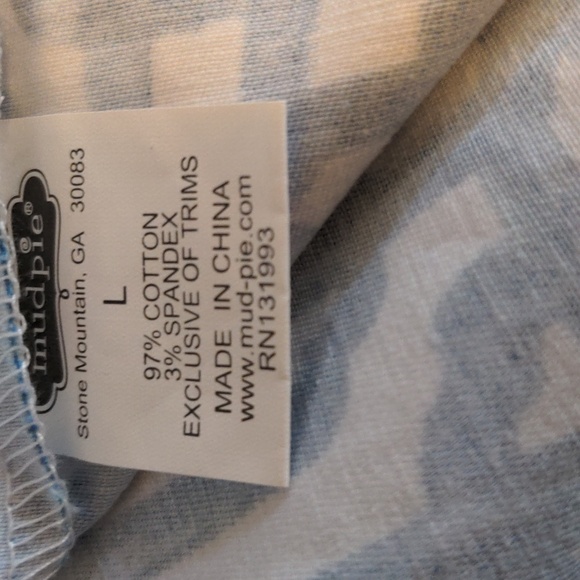 mudpie®
Stone Mountain, GA 30083
L
97% COTTON
3% SPANDEX
EXCLUSIVE OF TRIMS
MADE IN CHINA
www.mud-pie.com
RN131993